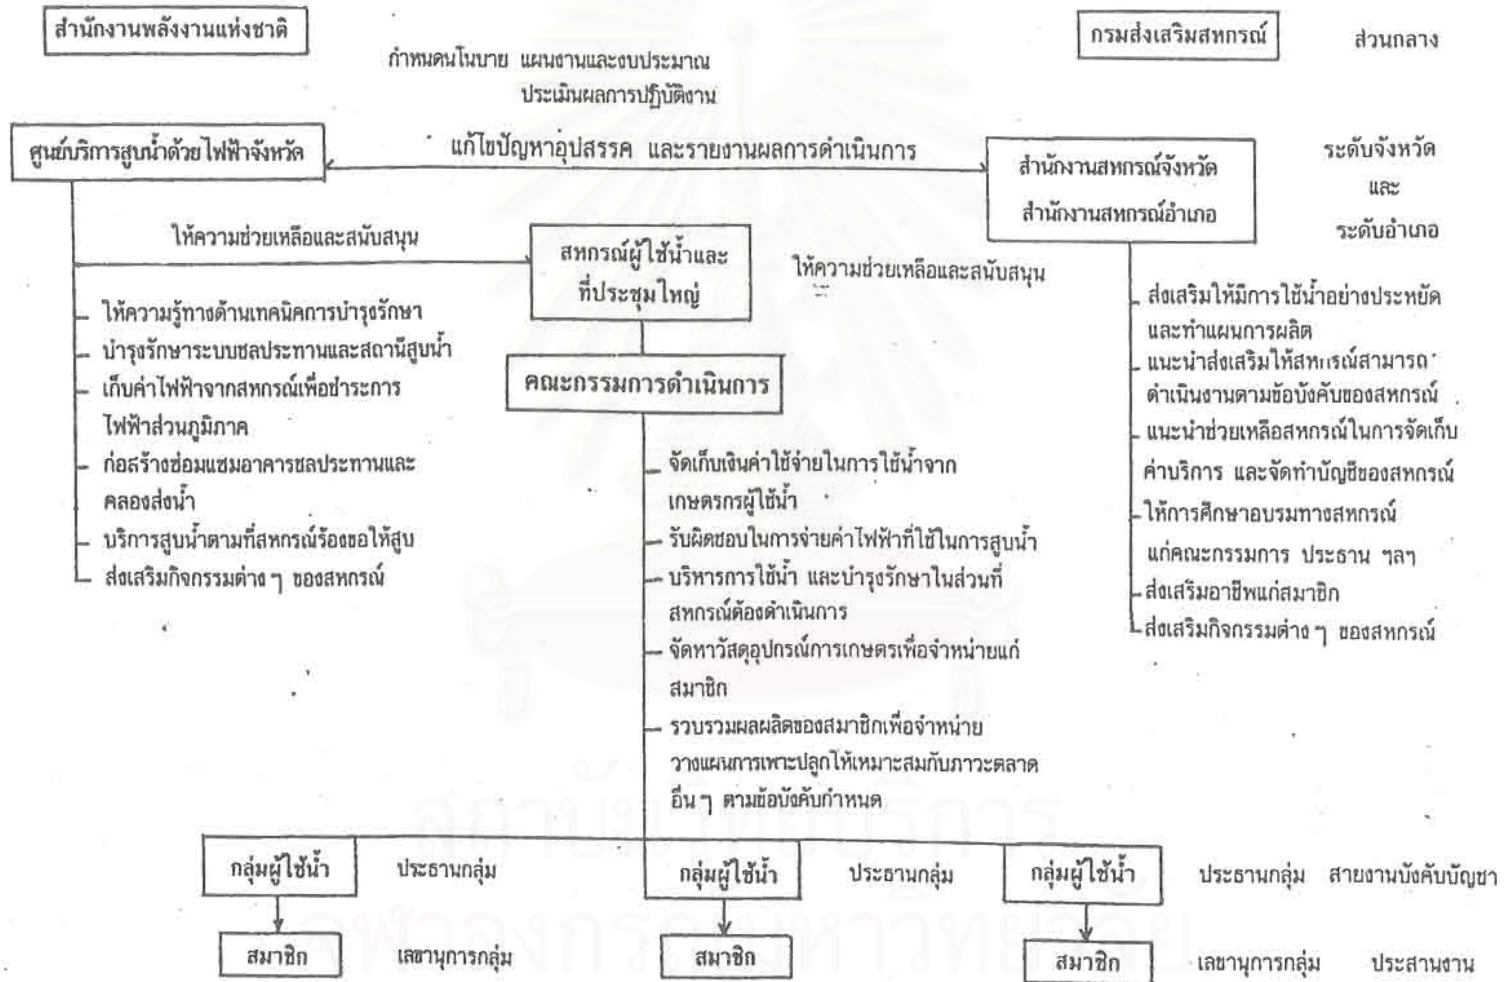 สำนักงานพลังงานแห่งชาติ
กรมส่งเสริมสหกรณ์
ส่วนกลาง
กำหนดนโนบาย แผนงานและงบประมาณ
ประเมินผลการปฏิบัติงาน
ศูนย์บริการสูบน้ำด้วยไฟฟ้าจังหวัด
แก้ไขปัญหาอุปสรรค และรายงานผลการดำเนินการ
สำนักงานสหกรณ์จังหวัด
สำนักงานสหกรณ์อำเภอ
ระดับจังหวัด
และ
ระดับอำเภอ
ให้ความช่วยเหลือและสนับสนุน
สหกรณ์ผู้ใช้น้ำและ
ที่ประชุมใหญ่
ให้ความช่วยเหลือและสนับสนุน
ให้ความรู้ทางด้านเทคนิคการบำรุงรักษา
บำรุงรักษาระบบชลประทานและสถานีสูบน้ำ
เก็บค่าไฟฟ้าจากสหกรณ์เพื่อชำระการ
ไฟฟ้าส่วนภูมิภาค
ก่อสร้างซ่อมแซมอาคารชลประทานและ
คลองส่งน้ำ
บริการสูบน้ำตามที่สหกรณ์ร้องขอให้สูบ
ส่งเสริมกิจกรรมต่าง ๆ ของสหกรณ์
คณะกรรมการดำเนินการ
จัดเก็บเงินค่าใช้จ่ายในการใช้น้ำจาก
เกษตรกรผู้ใช้น้ำ
รับผิดชอบในการจ่ายค่าไฟฟ้าที่ใช้ในการสูบน้ำ
บริหารการใช้น้ำ และบำรุงรักษาในส่วนที่
สหกรณ์ต้องดำเนินการ
จัดหาวัสดุอุปกรณ์การเกษตรเพื่อจำหน่ายแก่
สมาชิก
รวบรวมผลผลิตของสมาชิกเพื่อจำหน่าย
วางแผนการเพาะปลูกให้เหมาะสมกับภาวะตลาด
อื่น ๆ ตามข้อบังคับกำหนด
ส่งเสริมให้มีการใช้น้ำอย่างประหยัด
และทำแผนการผลิต
แนะนำส่งเสริมให้สหกรณ์สามารถ
ดำเนินงานตามข้อบังคับของสหกรณ์
แนะนำช่วยเหลือสหกรณ์ในการจัดเก็บ
ค่าบริการ และจัดทำบัญชีของสหกรณ์
ให้การศึกษาอบรมทางสหกรณ์
แก่คณะกรรมการ ประธาน ฯลฯ
ส่งเสริมอาชีพแก่สมาชิก
ส่งเสริมกิจกรรมต่าง ๆ ของสหกรณ์
กลุ่มผู้ใช้น้ำ ประธานกลุ่ม กลุ่มผู้ใช้น้ำ ประธานกลุ่ม กลุ่มผู้ใช้น้ำ ประธานกลุ่ม สายงานบังคับบัญชา
สมาชิก เลขานุการกลุ่ม สมาชิก สมาชิก เลขานุการกลุ่ม ประสานงาน
สถาบันวิทยบริการ
จุฬาลงกรณ์มหาวิทยาลัย